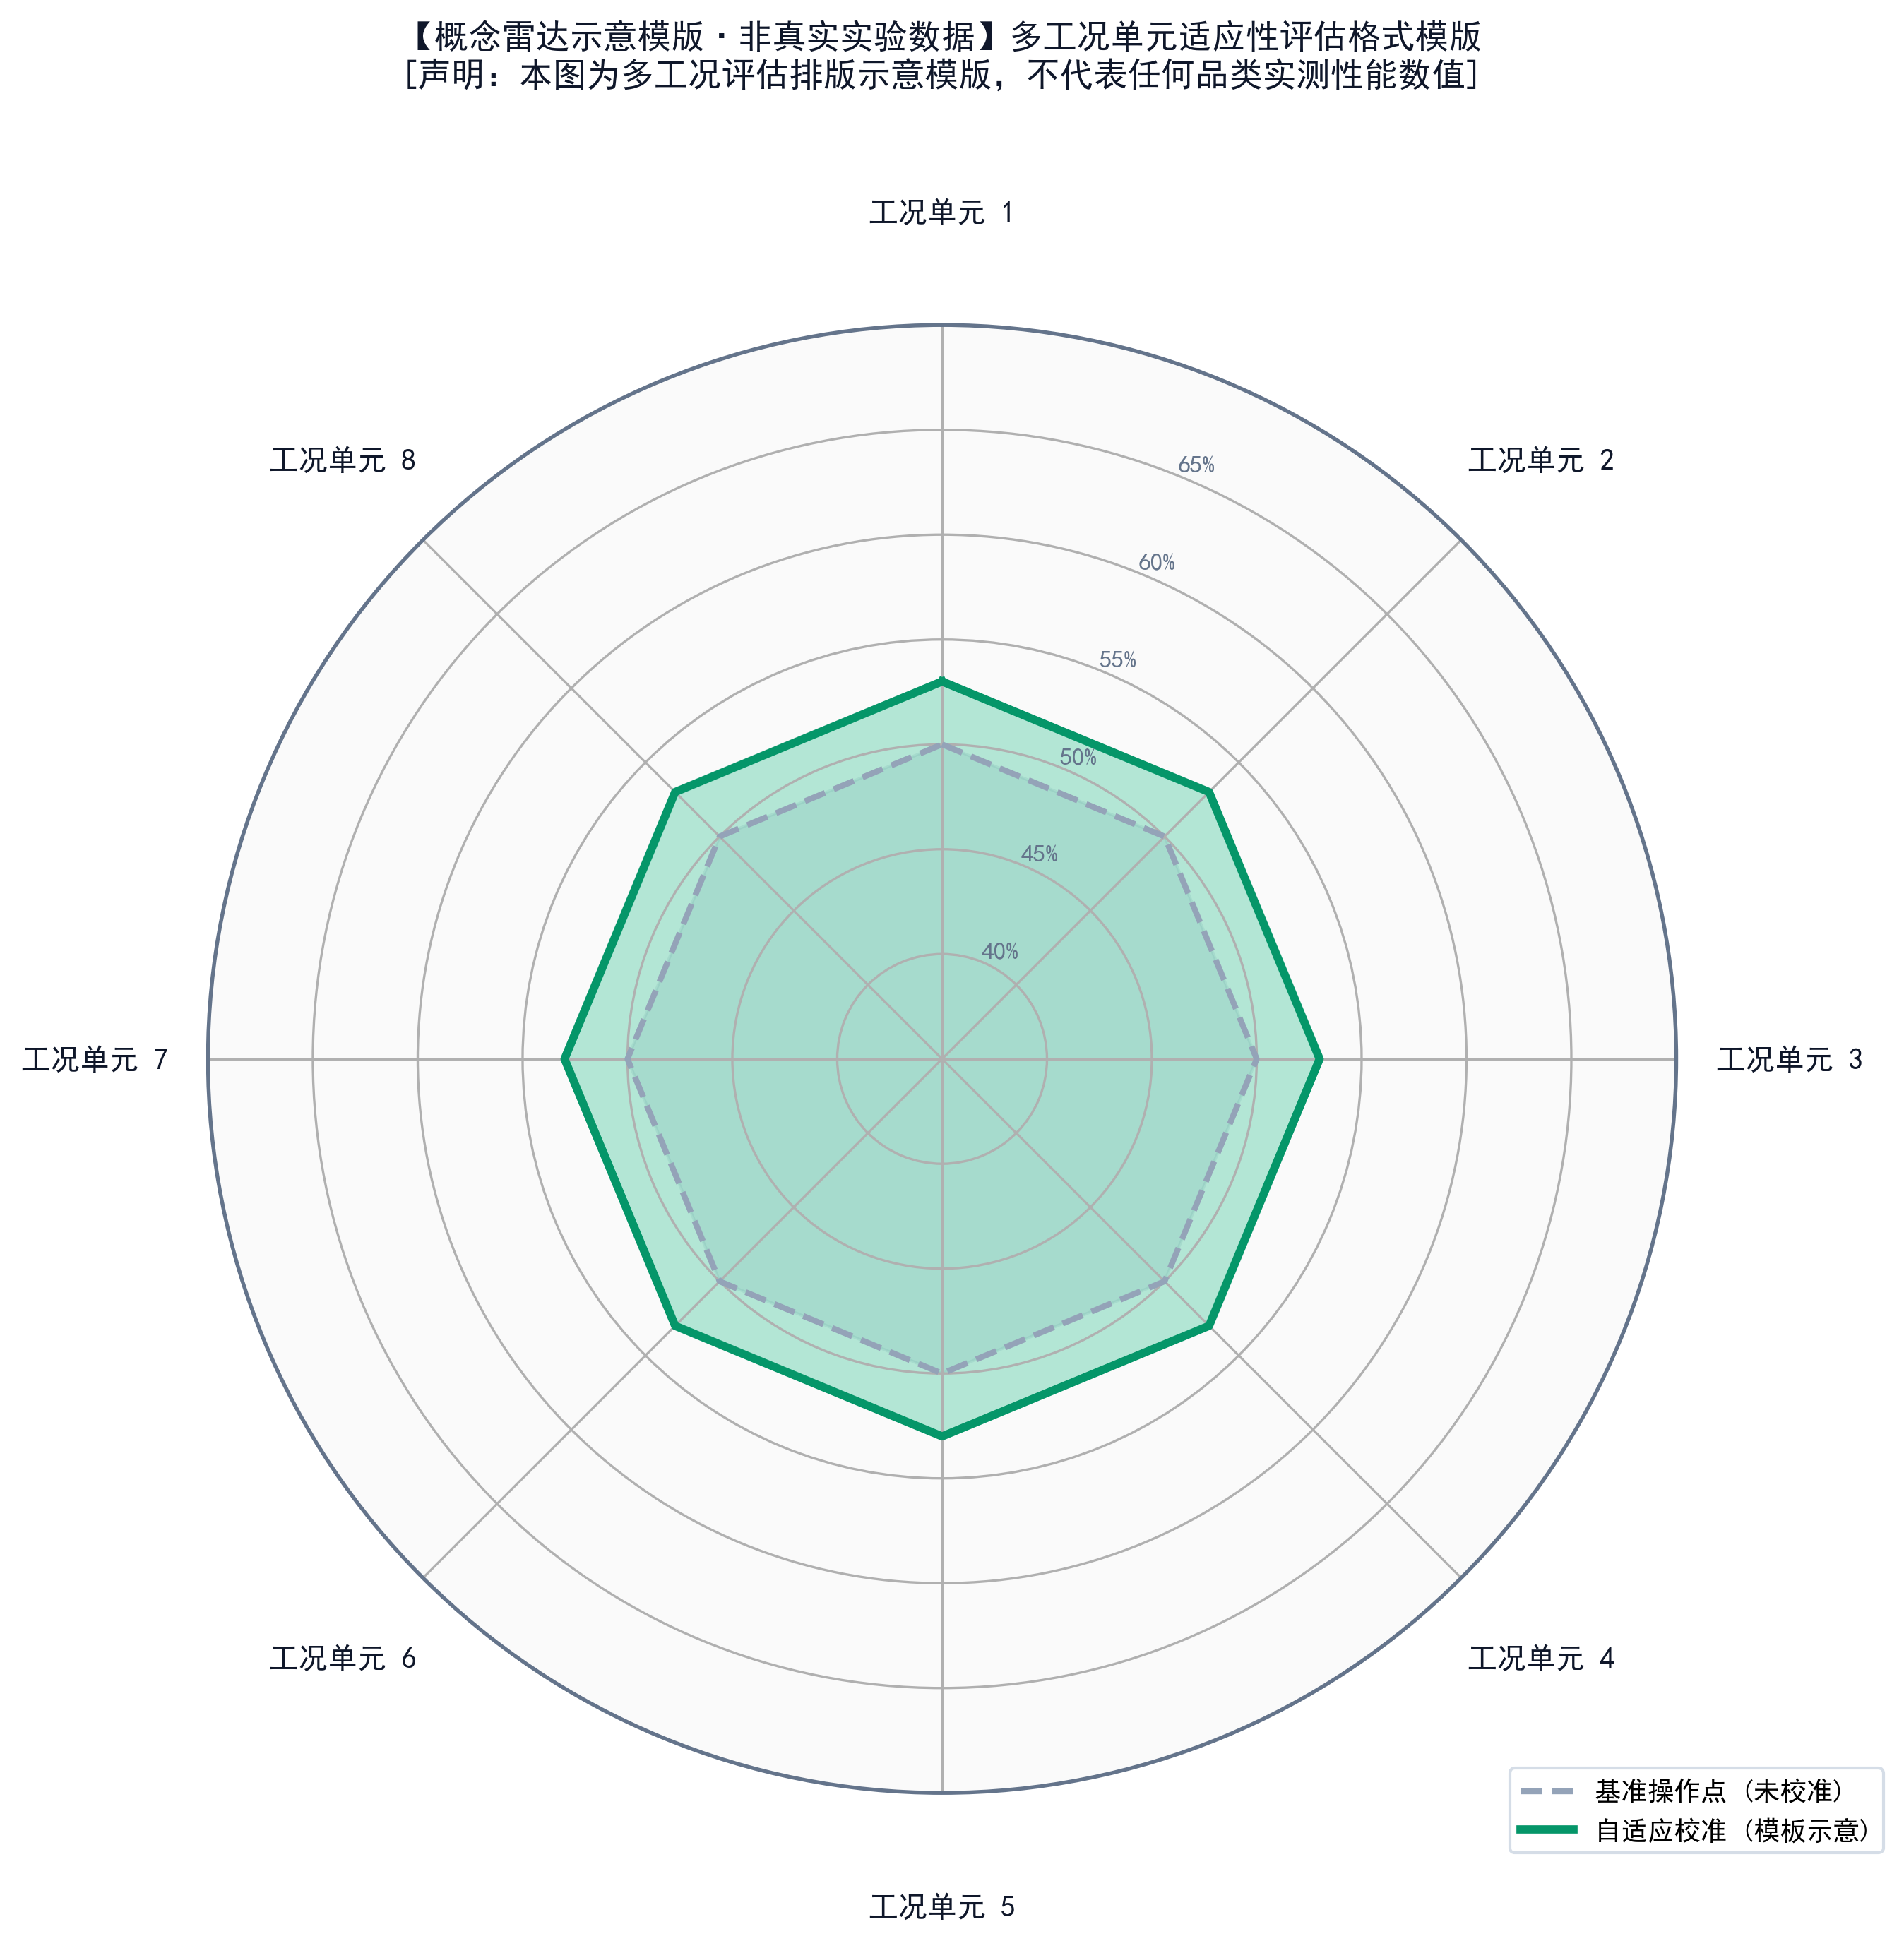 【概念雷达示意模版·非真实实验数据】多工况单元适应性评估格式模版
[声明：本图为多工况评估排版示意模版，不代表任何品类实测性能数值]
工况单元 1
工况单元 8
工况单元 2
65%
60%
55%
50%
45%
40%
工况单元 7
工况单元 3
工况单元 6
工况单元 4
基准操作点（未校准）
自适应校准（模板示意）
工况单元 5